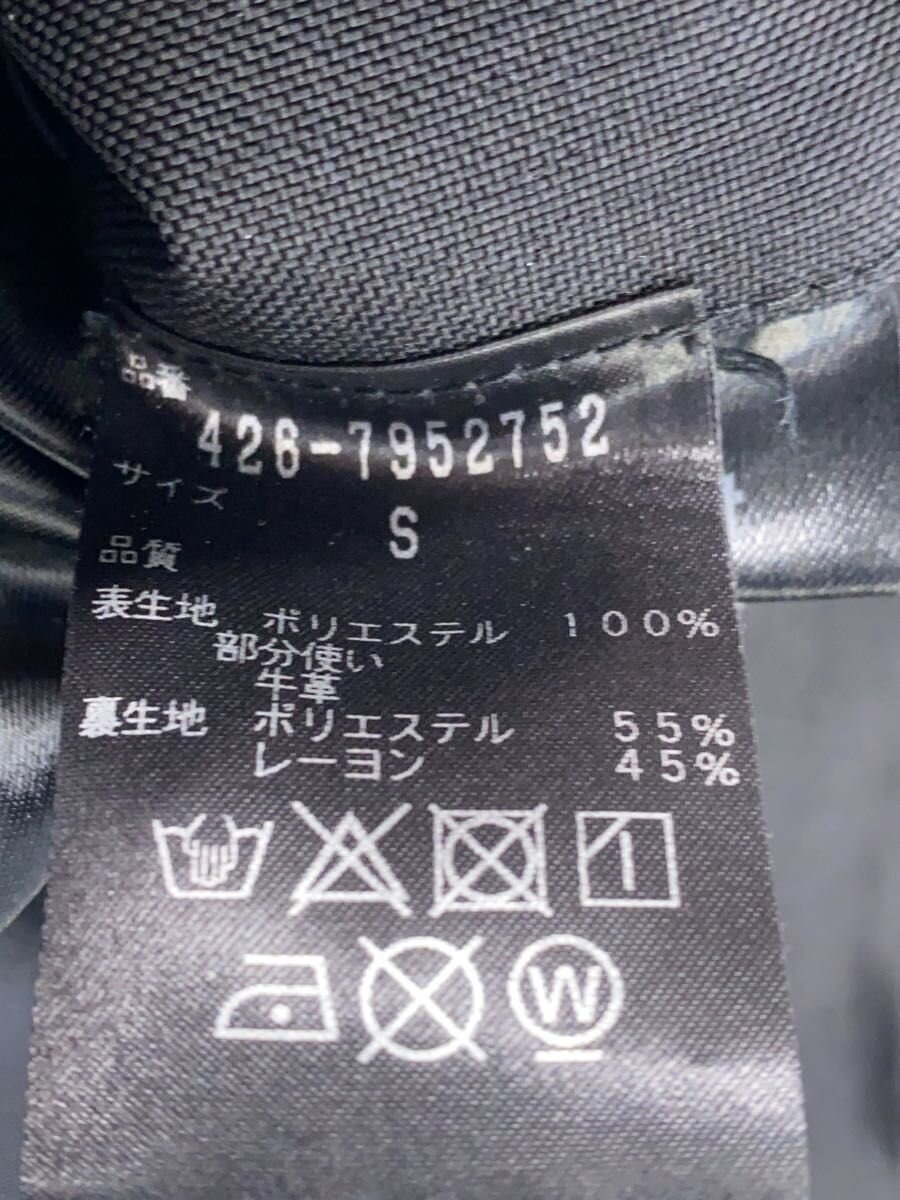 品番
426-7952752
サイズ
S
品質
表生地 ポリエステル 100%
部分使い
牛革
裏生地 ポリエステル 55%
レーヨン 45%
W